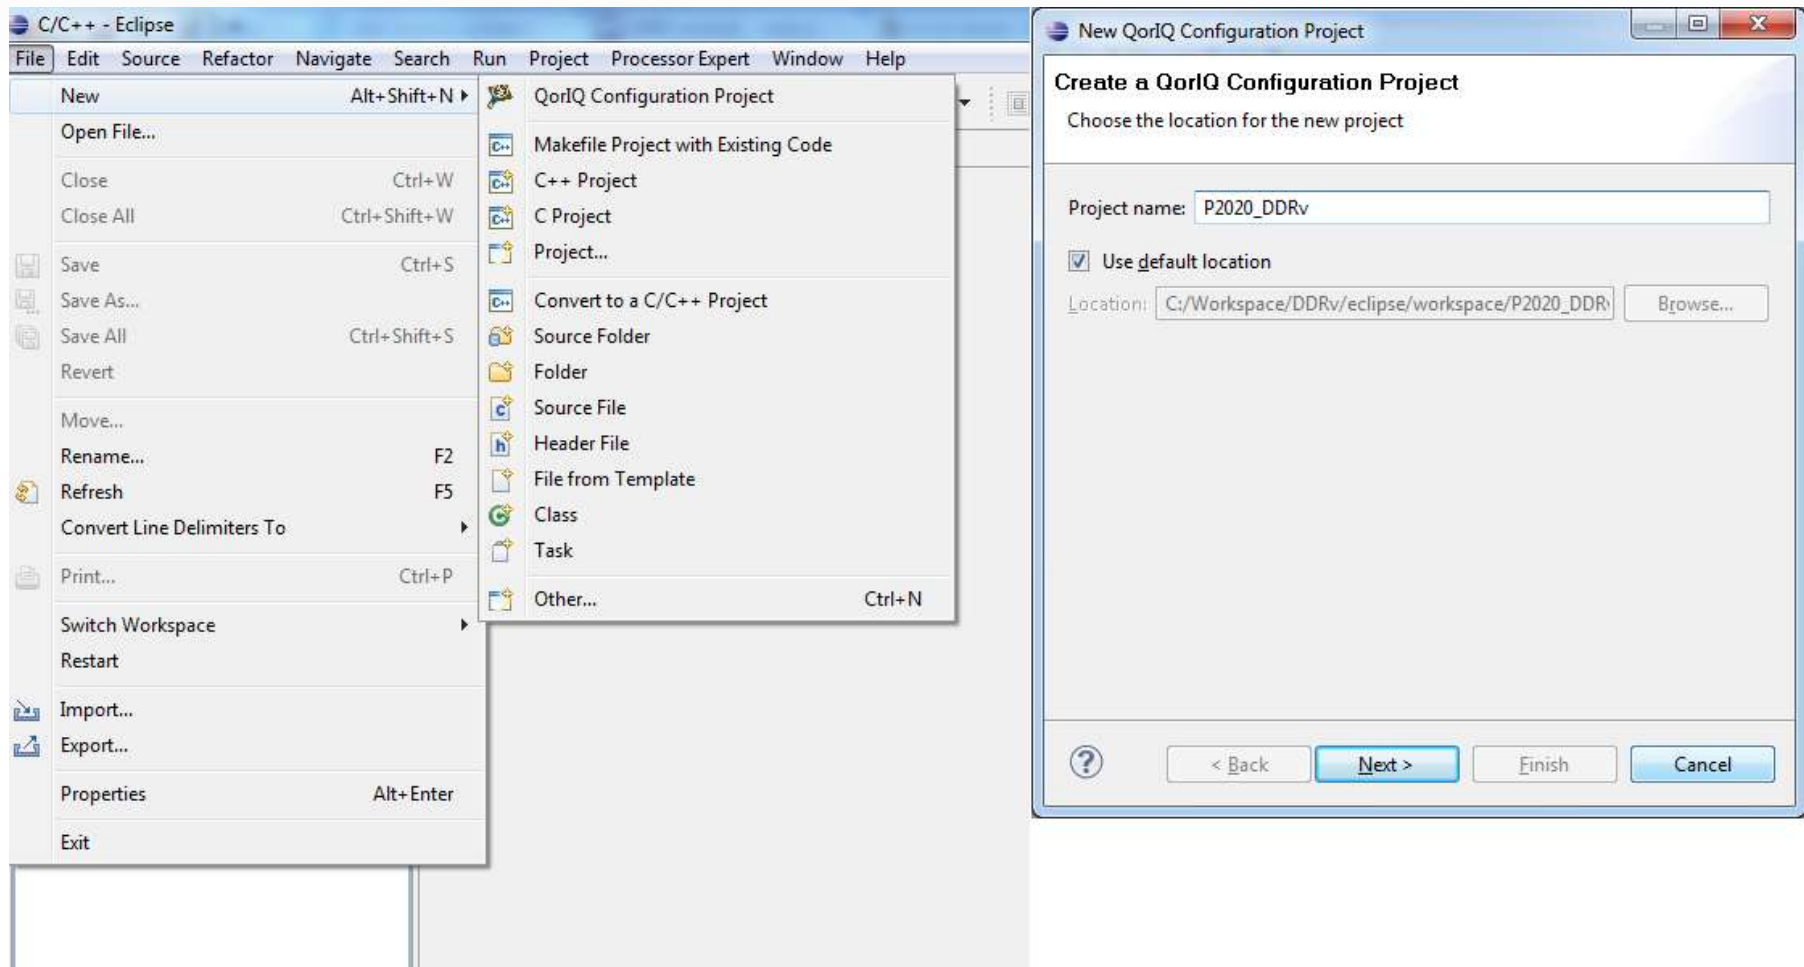 C/C++ - Eclipse
File Edit Source Refactor Navigate Search Run Project Processor Expert Window Help
New Alt+Shift+N
Open File...
Close Ctrl+W
Close All Ctrl+Shift+W
Save Ctrl+S
Save As...
Save All Ctrl+Shift+S
Revert
Move...
Rename... F2
Refresh F5
Convert Line Delimiters To
Print... Ctrl+P
Switch Workspace
Restart
Import...
Export...
Properties Alt+Enter
Exit
QorIQ Configuration Project
Makefile Project with Existing Code
C++ Project
C Project
Project...
Convert to a C/C++ Project
Source Folder
Folder
Source File
Header File
File from Template
Class
Task
Other... Ctrl+N
New QorIQ Configuration Project
Create a QorIQ Configuration Project
Choose the location for the new project
Project name: P2020_DDRv
Use default location
Location: C:/Workspace/DDRv/eclipse/workspace/P2020_DDRv Browse...
< Back Next > Finish Cancel